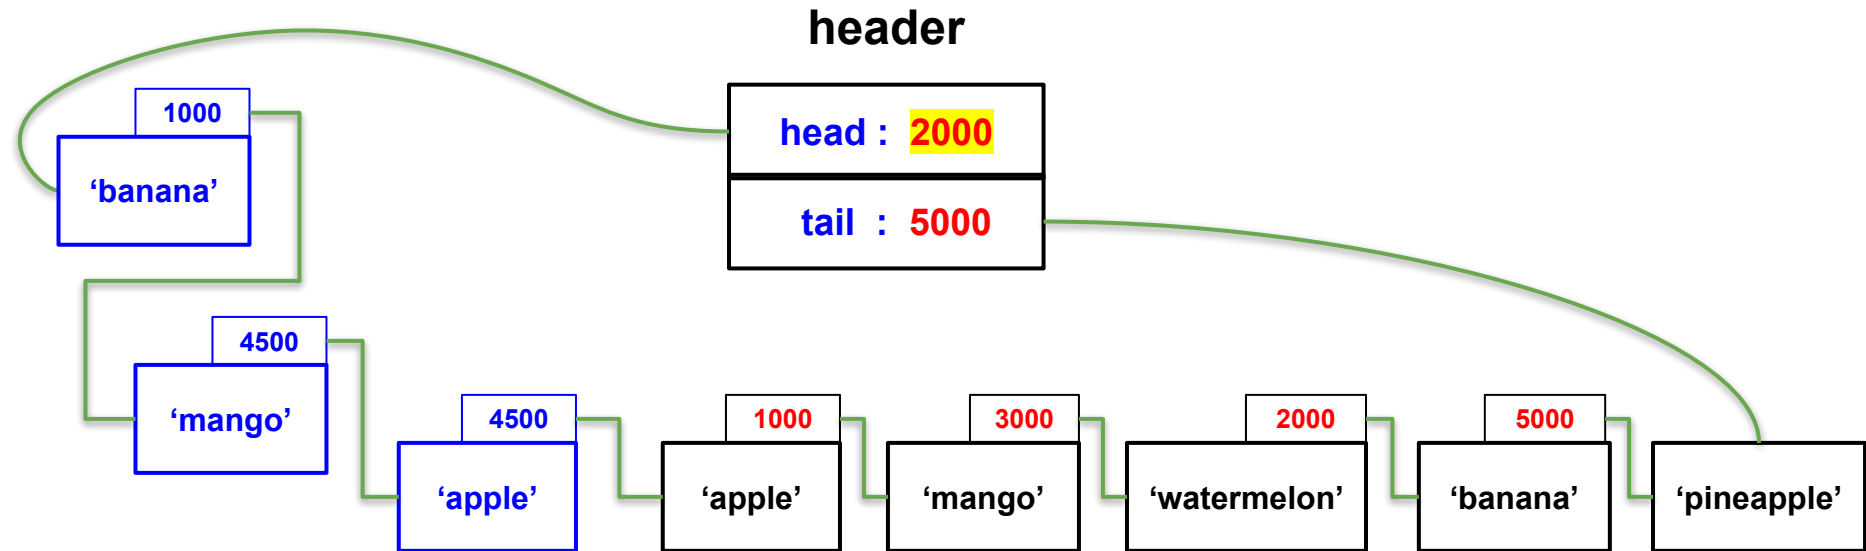 header
head : 2000
tail : 5000
1000
‘banana’
4500
‘mango’
4500
‘apple’
1000
‘apple’
3000
‘mango’
2000
‘watermelon’
5000
‘banana’
‘pineapple’